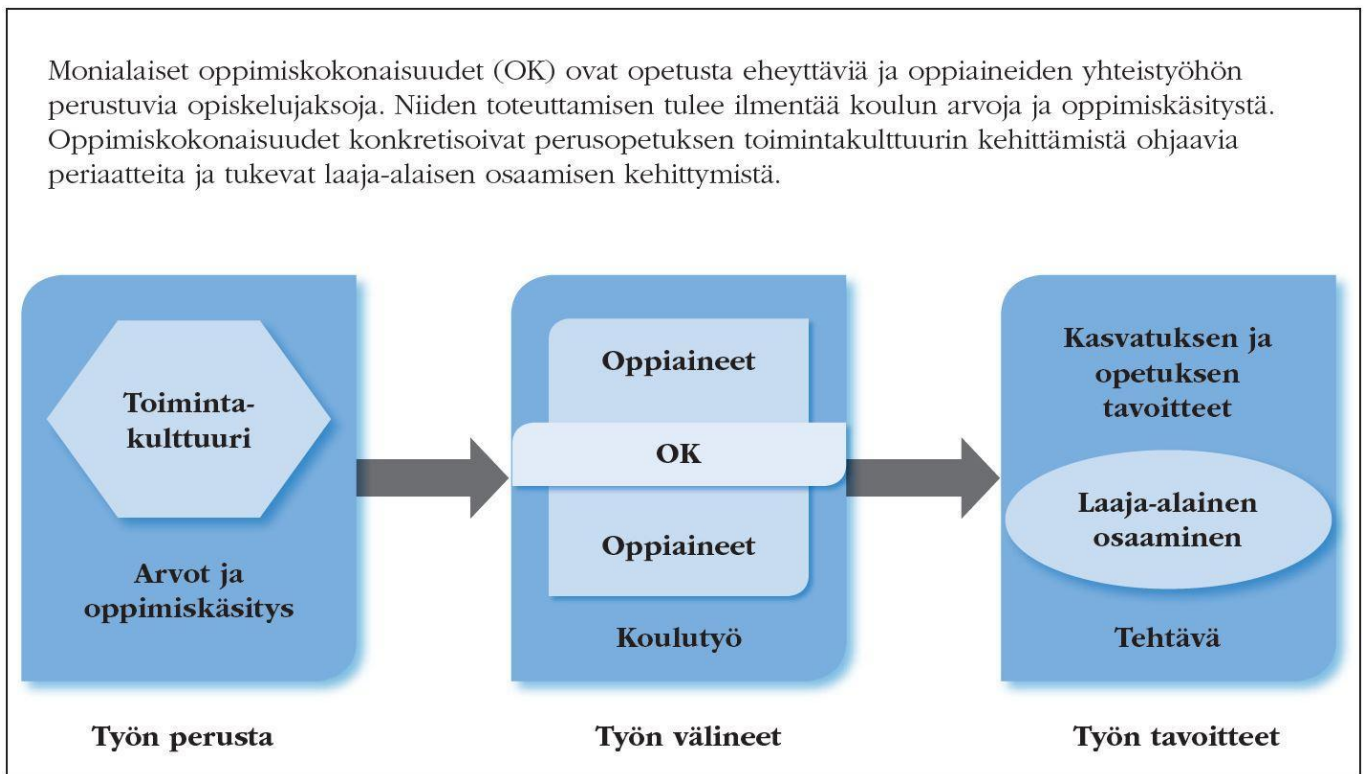 Monialaiset oppimiskokonaisuudet (OK) ovat opetusta eheyttäviä ja oppiaineiden yhteistyöhön
perustuvia opiskelujaksoja. Niiden toteuttamisen tulee ilmentää koulun arvoja ja oppimiskäsitystä.
Oppimiskokonaisuudet konkretisoivat perusopetuksen toimintakulttuurin kehittämistä ohjaavia
periaatteita ja tukevat laaja-alaisen osaamisen kehittymistä.
Toiminta-
kulttuuri
Arvot ja
oppimiskäsitys
Työn perusta
Oppiaineet
OK
Oppiaineet
Koulutyö
Työn välineet
Kasvatuksen ja
opetuksen
tavoitteet
Laaja-alainen
osaaminen
Tehtävä
Työn tavoitteet